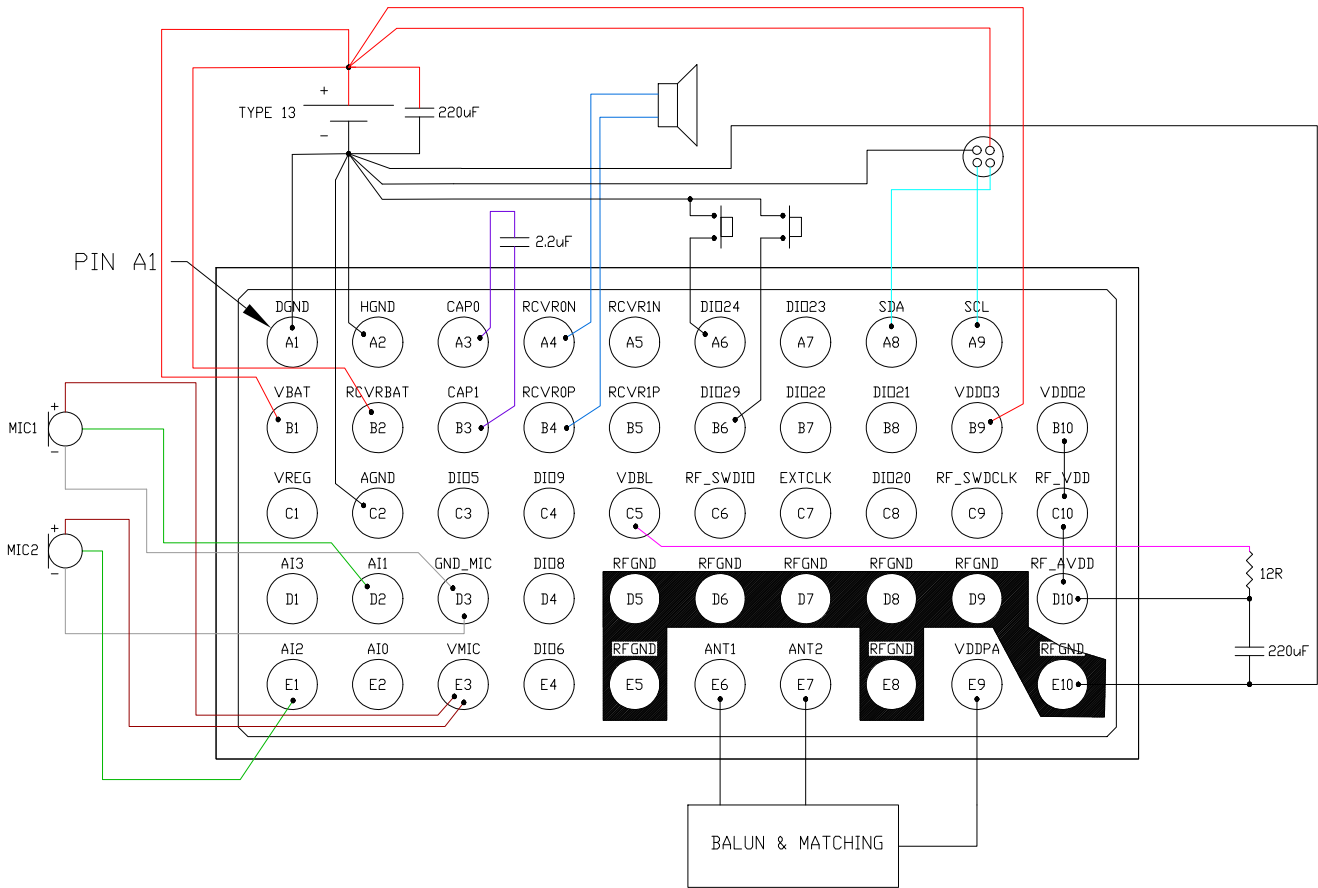 +
TYPE 13
220uF
-
2.2uF
PIN A1
DGND HGND CAP0 RCVR0N RCVR1N DIO24 DIO23 SDA SCL
A1 A2 A3 A4 A5 A6 A7 A8 A9
VBAT RCVRBAT CAP1 RCVR0P RCVR1P DIO29 DIO22 DIO21 VDDO3 VDDO2
B1 B2 B3 B4 B5 B6 B7 B8 B9 B10
+
MIC1
-
VREG AGND DIO5 DIO9 VDBL RF_SWDIO EXTCLK DIO20 RF_SWDCLK RF_VDD
C1 C2 C3 C4 C5 C6 C7 C8 C9 C10
+
MIC2
-
AI3 AI1 GND_MIC DIO8 RFGND RFGND RFGND RFGND RFGND RF_AVDD
12R
D1 D2 D3 D4 D5 D6 D7 D8 D9 D10
AI2 AI0 VMIC DIO6 RFGND ANT1 ANT2 RFGND VDDPA RFGND
220uF
E1 E2 E3 E4 E5 E6 E7 E8 E9 E10
BALUN & MATCHING